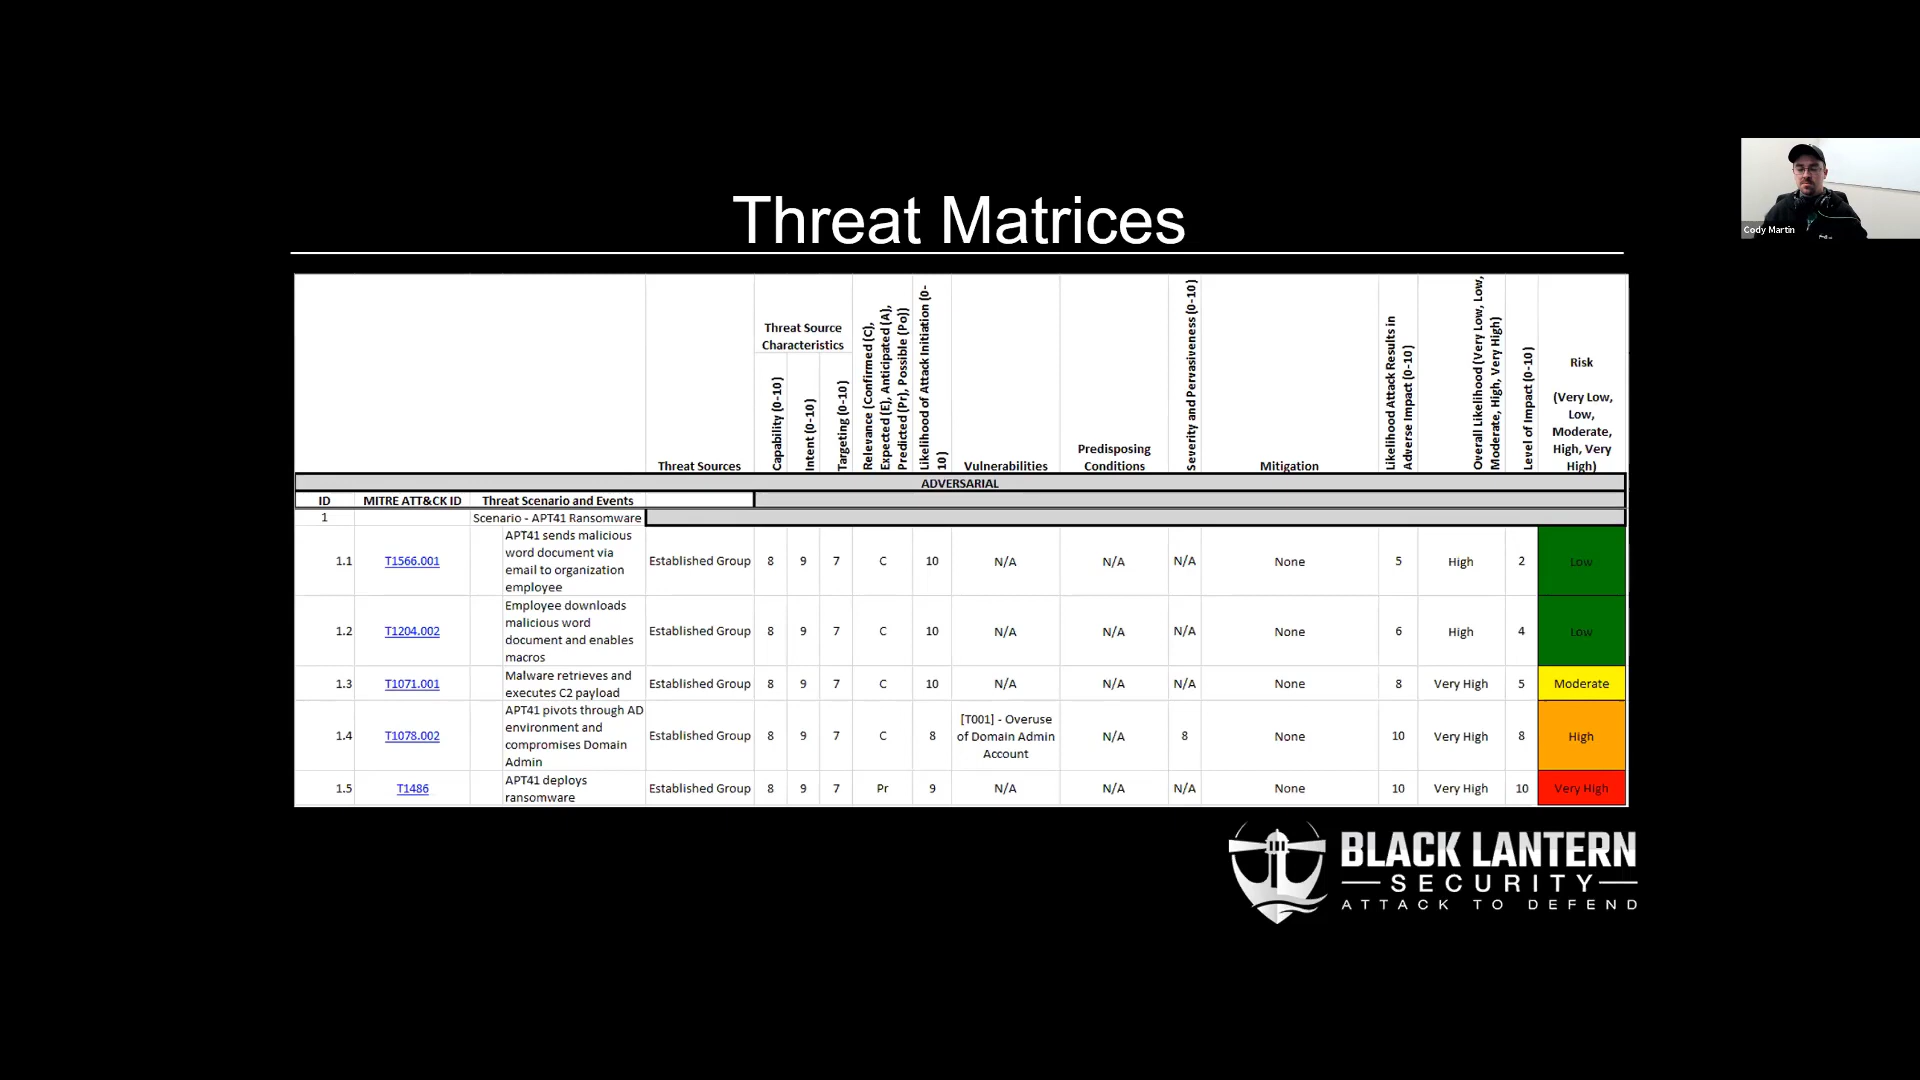 Threat Matrices
Cody Martin
Threat Source
Characteristics
Threat Sources
Capability (0-10)
Intent (0-10)
Targeting (0-10)
Relevance (Confirmed (C),
Expected (E), Anticipated (A),
Predicted (Pr), Possible (Po))
Likelihood of Attack Initiation (0-
10)
Vulnerabilities
Predisposing
Conditions
Severity and Pervasiveness (0-10)
Mitigation
Likelihood Attack Results in
Adverse Impact (0-10)
Overall Likelihood (Very Low, Low,
Moderate, High, Very High)
Level of Impact (0-10)
Risk
(Very Low,
Low,
Moderate,
High, Very
High)
ADVERSARIAL
ID MITRE ATT&CK ID Threat Scenario and Events
1 Scenario - APT41 Ransomware
1.1 T1566.001
APT41 sends malicious
word document via
email to organization
employee
Established Group 8 9 7 C 10 N/A N/A N/A None 5 High 2 Low
1.2 T1204.002
Employee downloads
malicious word
document and enables
macros
Established Group 8 9 7 C 10 N/A N/A N/A None 6 High 4 Low
1.3 T1071.001
Malware retrieves and
executes C2 payload
Established Group 8 9 7 C 10 N/A N/A N/A None 8 Very High 5 Moderate
1.4 T1078.002
APT41 pivots through AD
environment and
compromises Domain
Admin
Established Group 8 9 7 C 8
[T001] - Overuse
of Domain Admin
Account
N/A 8 None 10 Very High 8 High
1.5 T1486
APT41 deploys
ransomware
Established Group 8 9 7 Pr 9 N/A N/A N/A None 10 Very High 10 Very High
BLACK LANTERN
SECURITY
ATTACK TO DEFEND